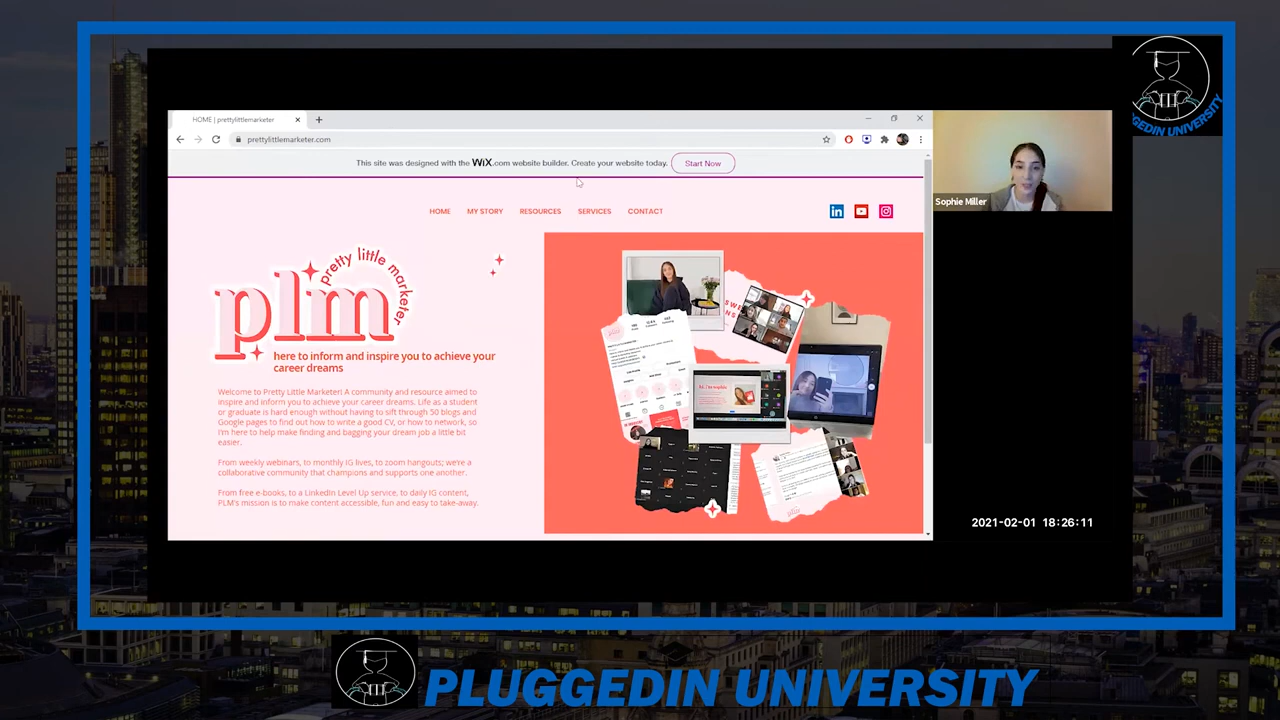 PLUGGEDIN UNIVERSITY
HOME | prettylittlemarketer
prettylittlemarketer.com
This site was designed with the WiX.com website builder. Create your website today.
Start Now
Sophie Miller
HOME
MY STORY
RESOURCES
SERVICES
CONTACT
pretty little marketer
plm
here to inform and inspire you to achieve your
career dreams
Welcome to Pretty Little Marketer! A community and resource aimed to
inspire and inform you to achieve your career dreams. Life as a student
or graduate is hard enough without having to sift through 50 blogs and
Google pages to find out how to write a good CV, or how to network, so
I'm here to help make finding and bagging your dream job a little bit
easier.
From weekly webinars, to monthly IG lives, to zoom hangouts; we're a
collaborative community that champions and supports one another.
From free e-books, to a LinkedIn Level Up service, to daily IG content,
PLM's mission is to make content accessible, fun and easy to take-away.
2021-02-01 18:26:11
PLUGGEDIN UNIVERSITY